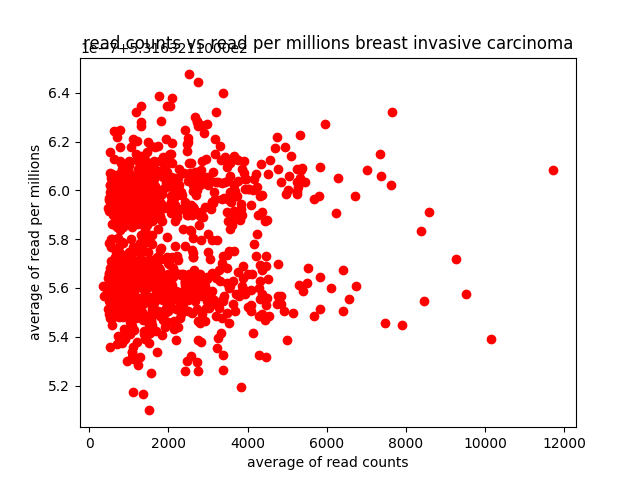 read counts vs read per millions breast invasive carcinoma
1e−7+5.3163211000e2
6.4
6.2
6.0
5.8
5.6
5.4
5.2
average of read per millions
0 2000 4000 6000 8000 10000 12000
average of read counts